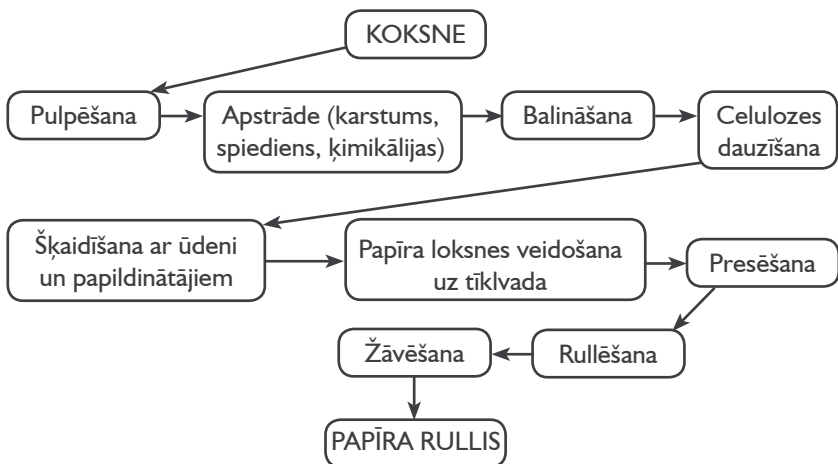 KOKSNE
Pulpēšana
Apstrāde (karstums,
spiediens, ķimikālijas)
Balināšana
Celulozes
dauzīšana
Šķaidīšana ar ūdeni
un papildinātājiem
Papīra loksnes veidošana
uz tīklvada
Presēšana
Rullēšana
Žāvēšana
PAPĪRA RULLIS